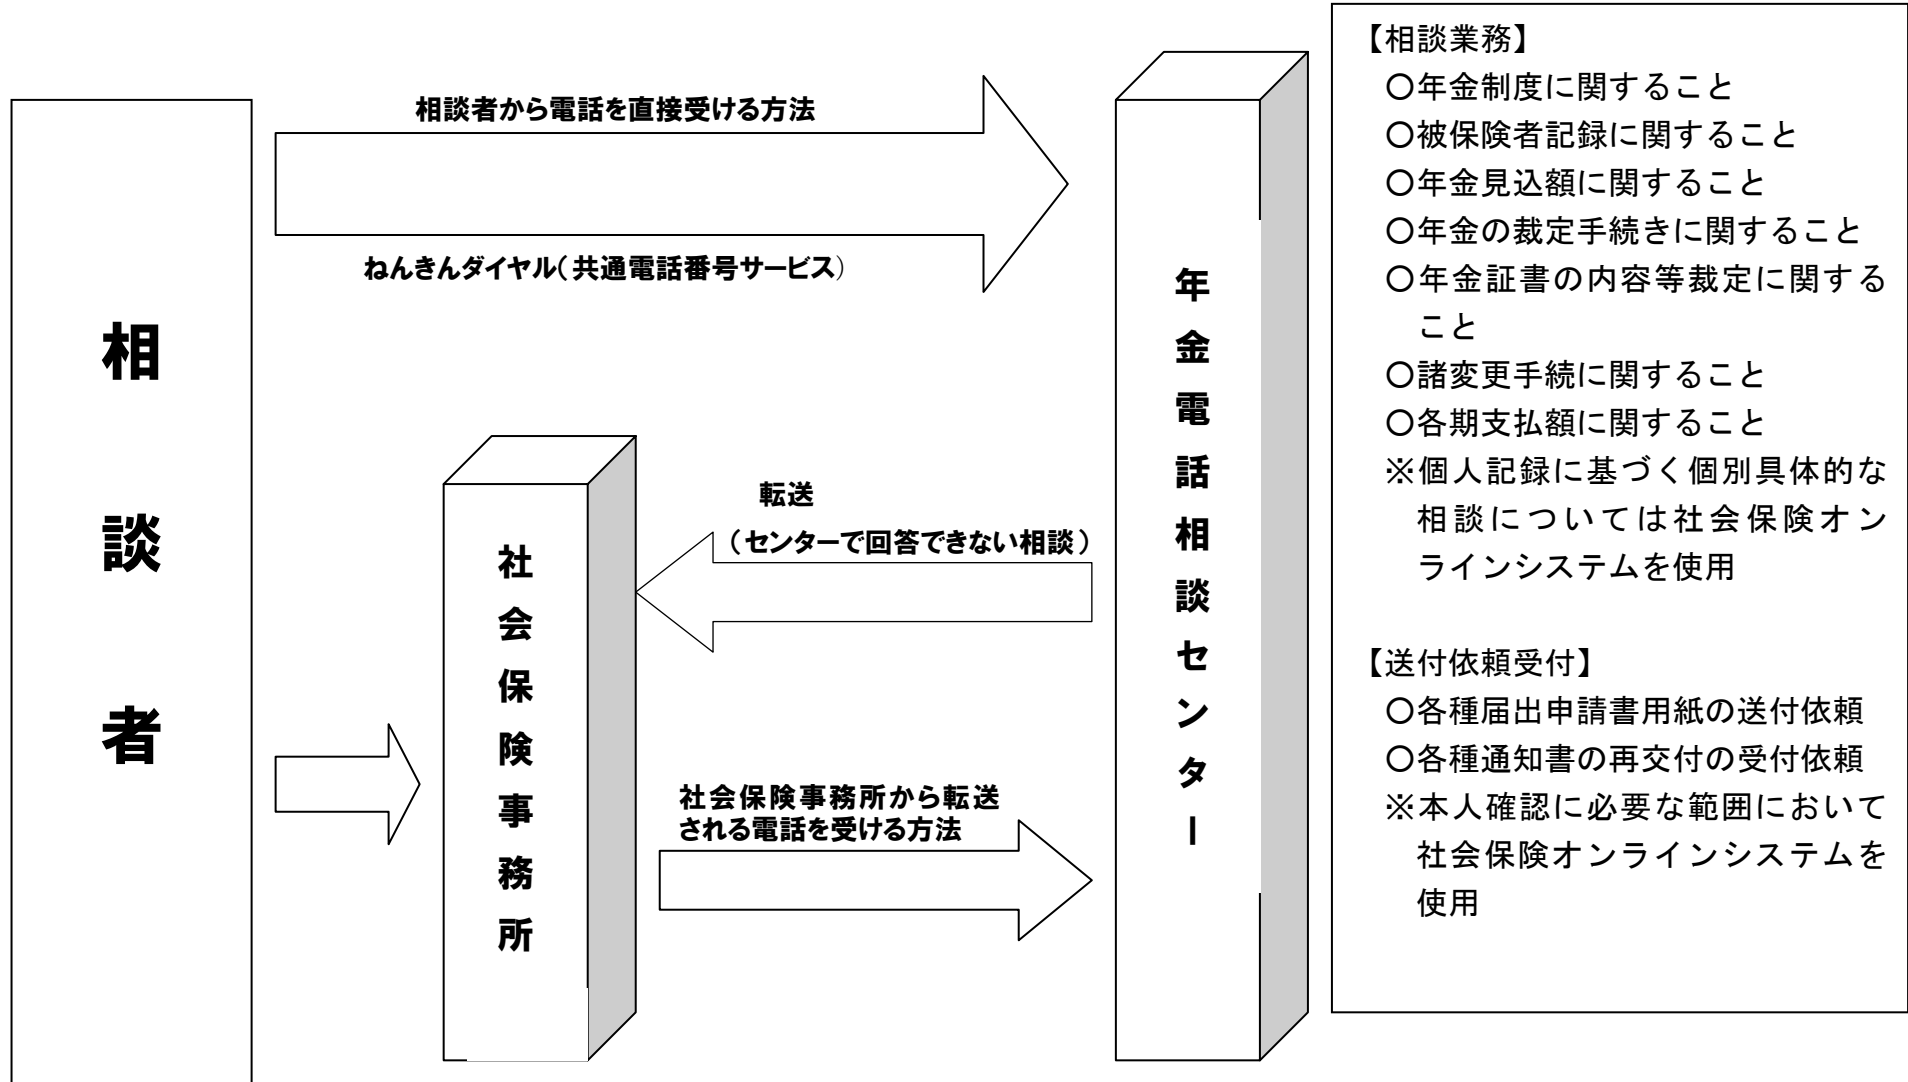 相談者
相談者から電話を直接受ける方法
ねんきんダイヤル（共通電話番号サービス）
社会保険事務所
転送
（センターで回答できない相談）
社会保険事務所から転送
される電話を受ける方法
年金電話相談センター
【相談業務】
○年金制度に関すること
○被保険者記録に関すること
○年金見込額に関すること
○年金の裁定手続きに関すること
○年金証書の内容等裁定に関する
こと
○諸変更手続に関すること
○各期支払額に関すること
※個人記録に基づく個別具体的な
相談については社会保険オン
ラインシステムを使用
【送付依頼受付】
○各種届出申請書用紙の送付依頼
○各種通知書の再交付の受付依頼
※本人確認に必要な範囲において
社会保険オンラインシステムを
使用